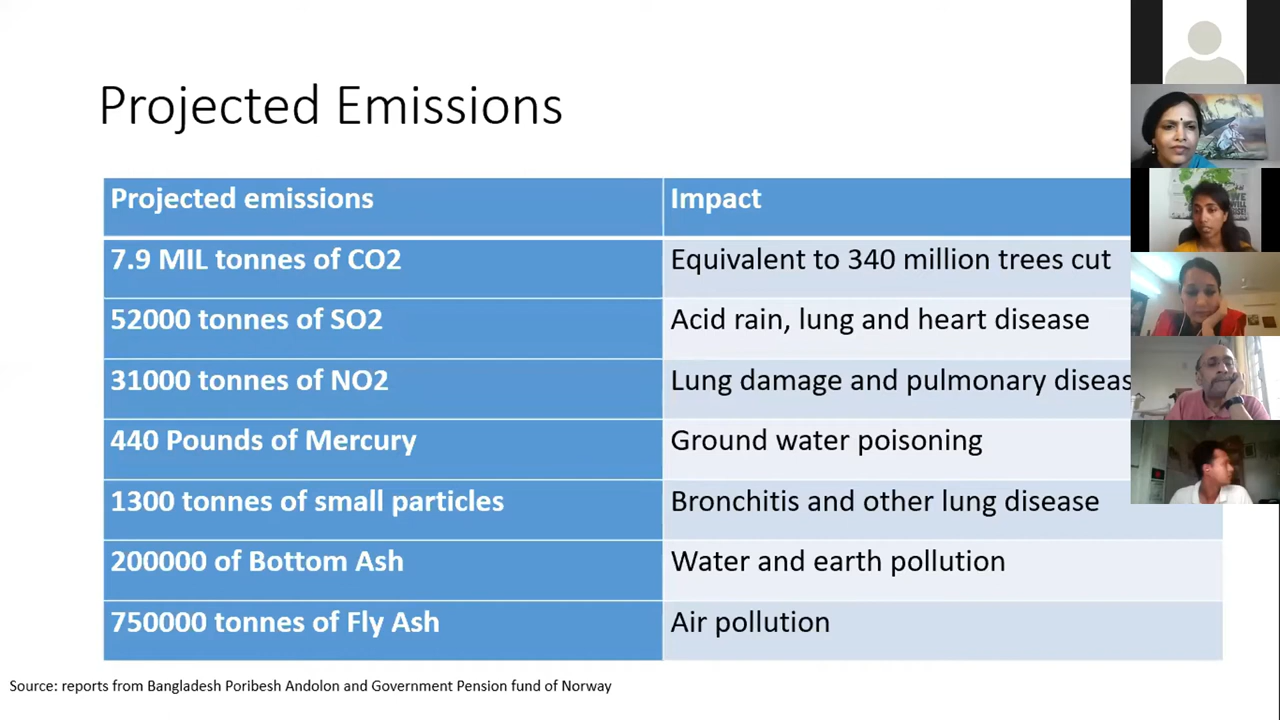 Projected Emissions
Projected emissions Impact
7.9 MIL tonnes of CO2 Equivalent to 340 million trees cut
52000 tonnes of SO2 Acid rain, lung and heart disease
31000 tonnes of NO2 Lung damage and pulmonary diseas
440 Pounds of Mercury Ground water poisoning
1300 tonnes of small particles Bronchitis and other lung disease
200000 of Bottom Ash Water and earth pollution
750000 tonnes of Fly Ash Air pollution
Source: reports from Bangladesh Poribesh Andolon and Government Pension fund of Norway